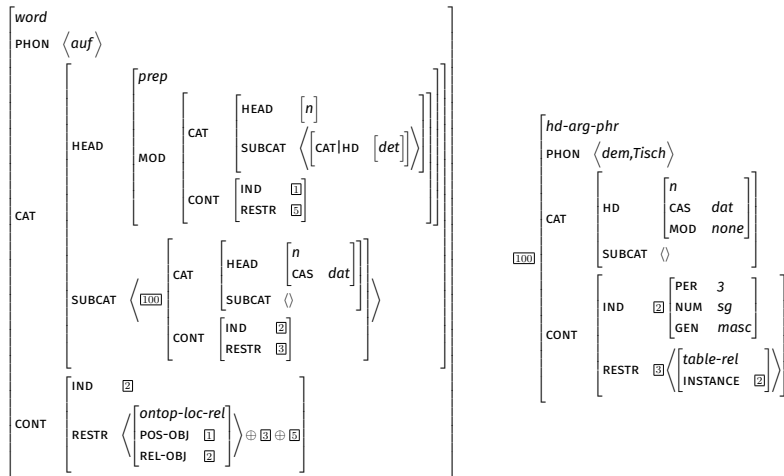 word
PHON ⟨auf⟩
prep
HEAD [n]
CAT
SUBCAT ⟨[CAT|HD [det]]⟩
HEAD
MOD
IND 1
CONT
RESTR 5
CAT
n
HEAD
CAS dat
CAT
SUBCAT ⟨⟩
SUBCAT ⟨ 100 ⟩
IND 2
CONT
RESTR 3
IND 2
ontop-loc-rel
CONT
RESTR ⟨ POS-OBJ 1 ⟩ ⊕ 3 ⊕ 5
REL-OBJ 2
hd-arg-phr
PHON ⟨dem,Tisch⟩
n
HD CAS dat
CAT
MOD none
SUBCAT ⟨⟩
100
PER 3
IND 2 NUM sg
GEN masc
CONT
table-rel
RESTR 3 ⟨
INSTANCE 2 ⟩